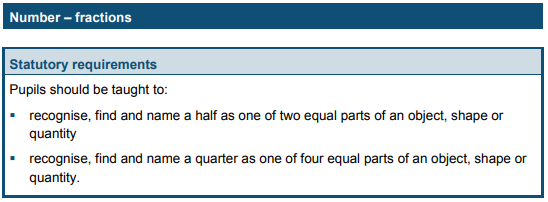 Number – fractions
Statutory requirements
Pupils should be taught to:
▪ recognise, find and name a half as one of two equal parts of an object, shape or
quantity
▪ recognise, find and name a quarter as one of four equal parts of an object, shape or
quantity.